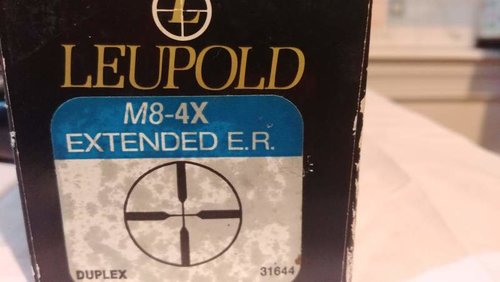 L
LEUPOLD
M8-4X
EXTENDED E.R.
DUPLEX 31644